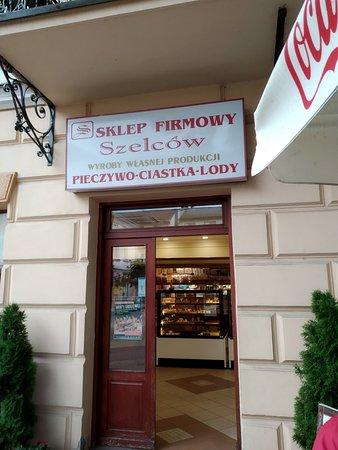 SKLEP FIRMOWY
Szelców
WYROBY WŁASNEJ PRODUKCJI
PIECZYWO-CIASTKA-LODY